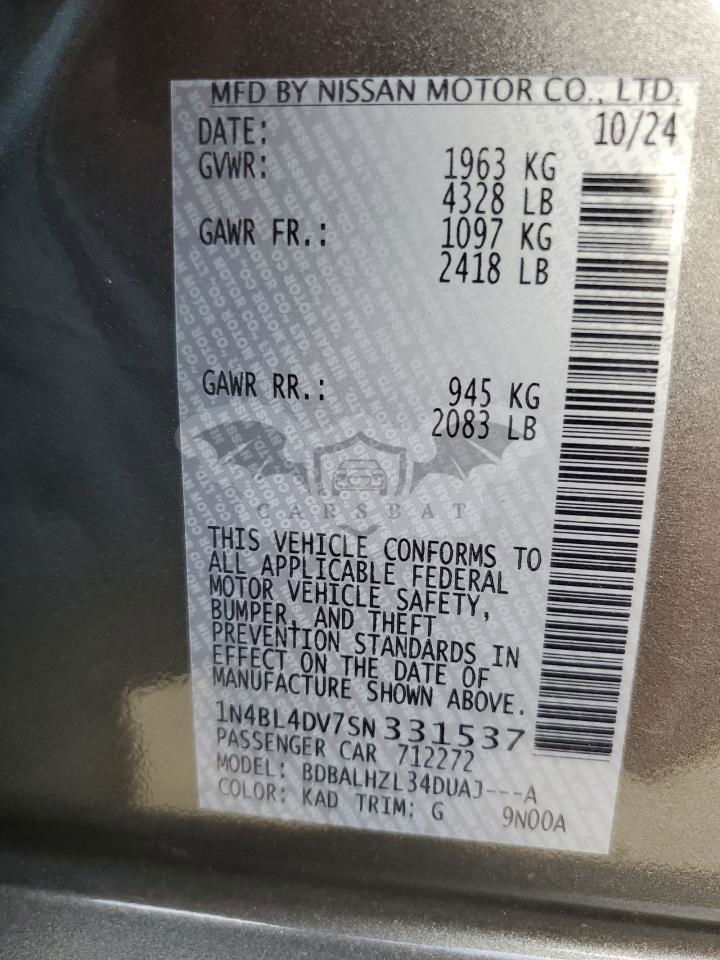 MFD BY NISSAN MOTOR CO., LTD.
DATE: 10/24
GVWR: 1963 KG
4328 LB
GAWR FR.: 1097 KG
2418 LB
GAWR RR.: 945 KG
2083 LB
CARSBAT
THIS VEHICLE CONFORMS TO
ALL APPLICABLE FEDERAL
MOTOR VEHICLE SAFETY,
BUMPER, AND THEFT
PREVENTION STANDARDS IN
EFFECT ON THE DATE OF
MANUFACTURE SHOWN ABOVE.
1N4BL4DV7SN331537
PASSENGER CAR 712272
MODEL: BDBALHZL34DUAJ---A
COLOR: KAD TRIM: G 9N00A